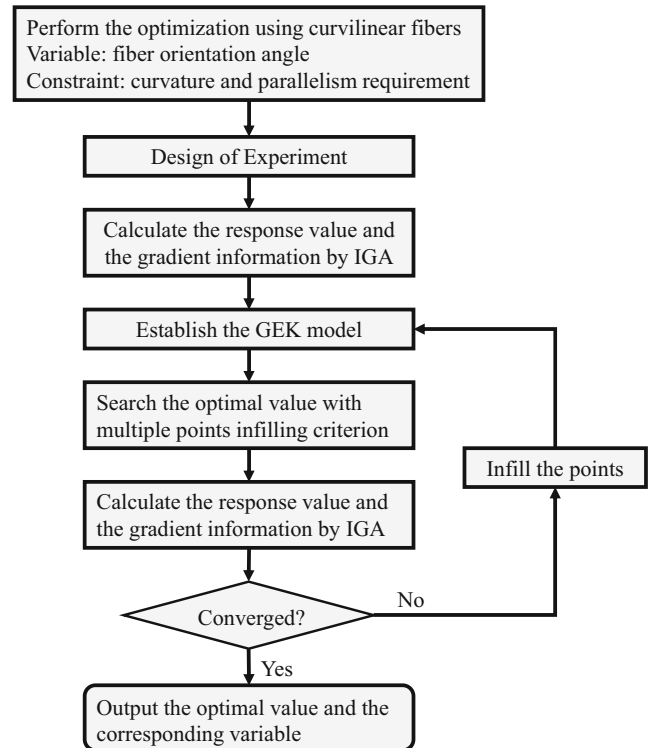 Perform the optimization using curvilinear fibers
Variable: fiber orientation angle
Constraint: curvature and parallelism requirement
Design of Experiment
Calculate the response value and
the gradient information by IGA
Establish the GEK model
Search the optimal value with
multiple points infilling criterion
Infill the points
Calculate the response value and
the gradient information by IGA
Converged?
No
Yes
Output the optimal value and the
corresponding variable